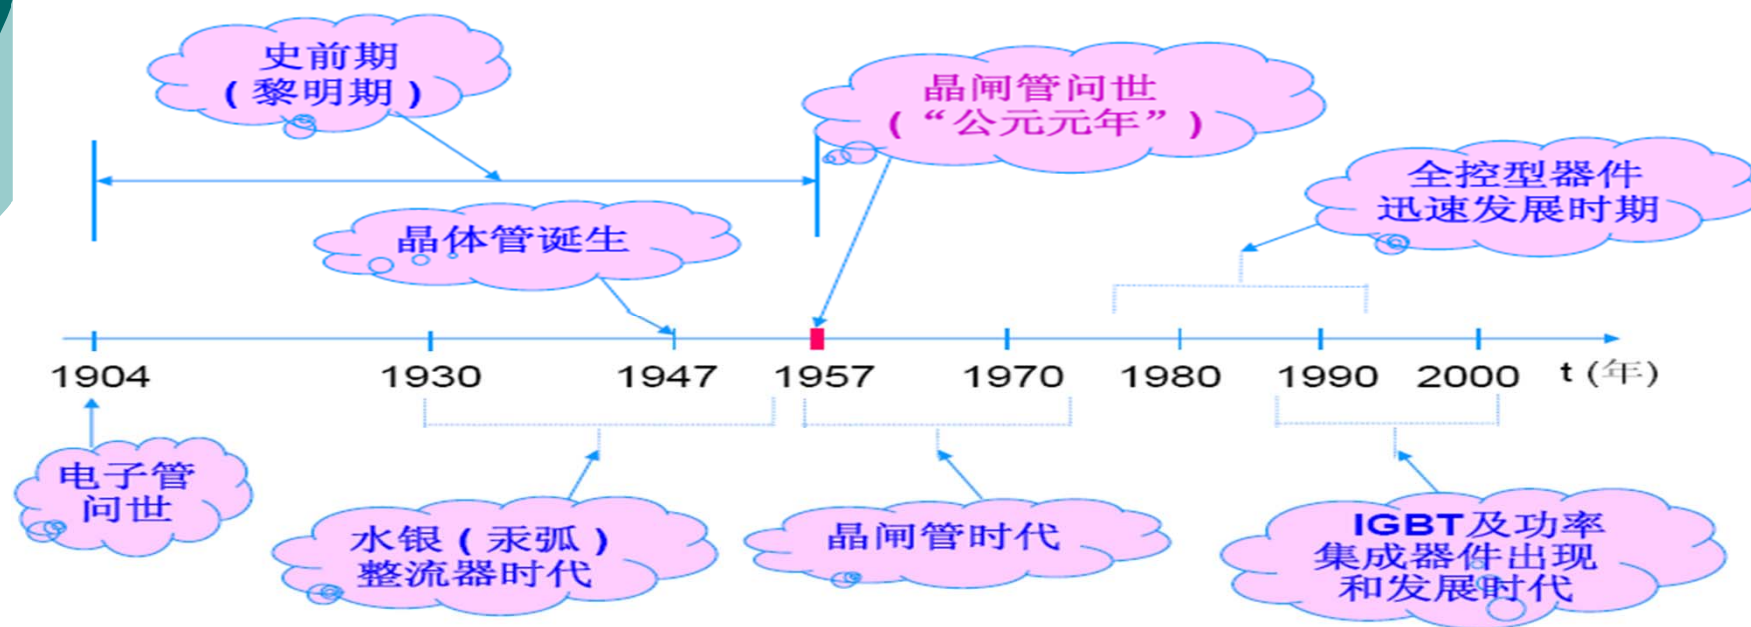 史前期
(黎明期)
晶闸管问世
(“公元元年”)
全控型器件
迅速发展时期
晶体管诞生
1904
1930
1947
1957
1970
1980
1990
2000
t (年)
电子管
问世
水银(汞弧)
整流器时代
晶闸管时代
IGBT及功率
集成器件出现
和发展时代